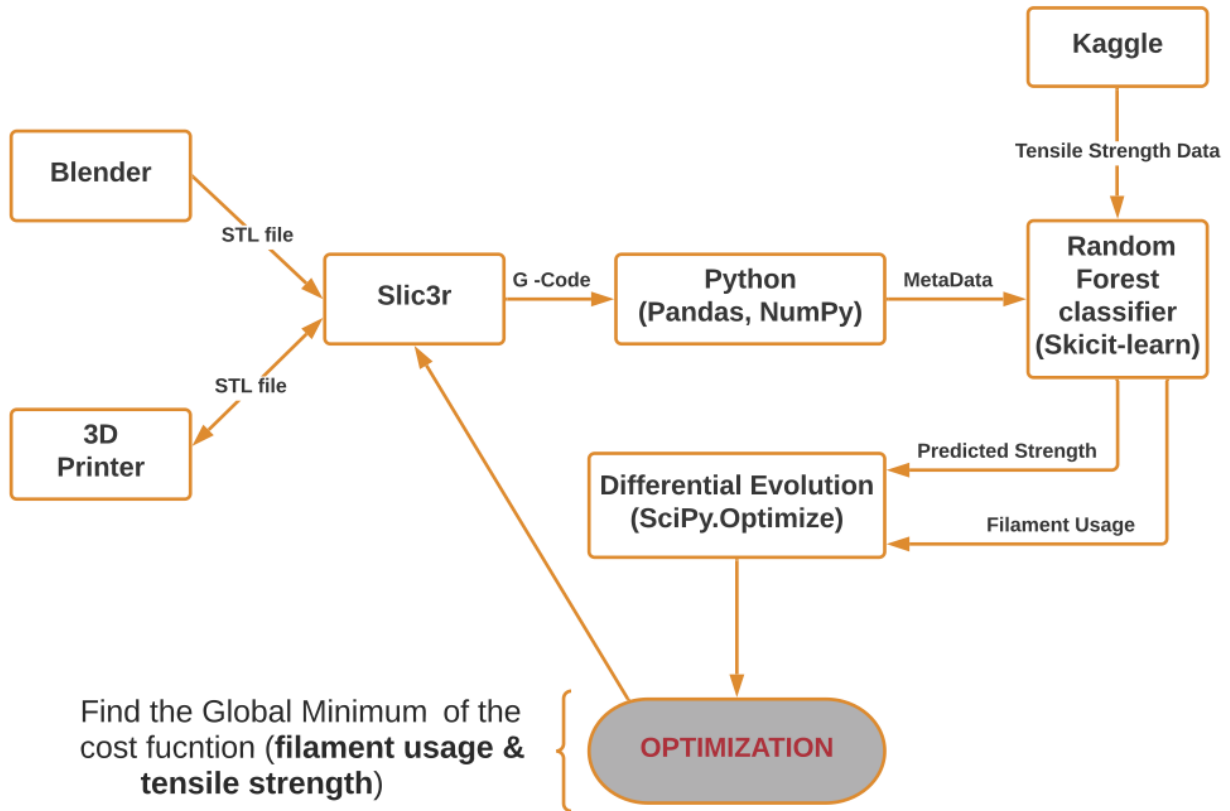 Kaggle
Tensile Strength Data
Blender
STL file
Slic3r
G -Code
Python
(Pandas, NumPy)
MetaData
Random
Forest
classifier
(Skicit-learn)
STL file
3D
Printer
Predicted Strength
Differential Evolution
(SciPy.Optimize)
Filament Usage
Find the Global Minimum of the
cost fucntion (filament usage &
tensile strength)
OPTIMIZATION